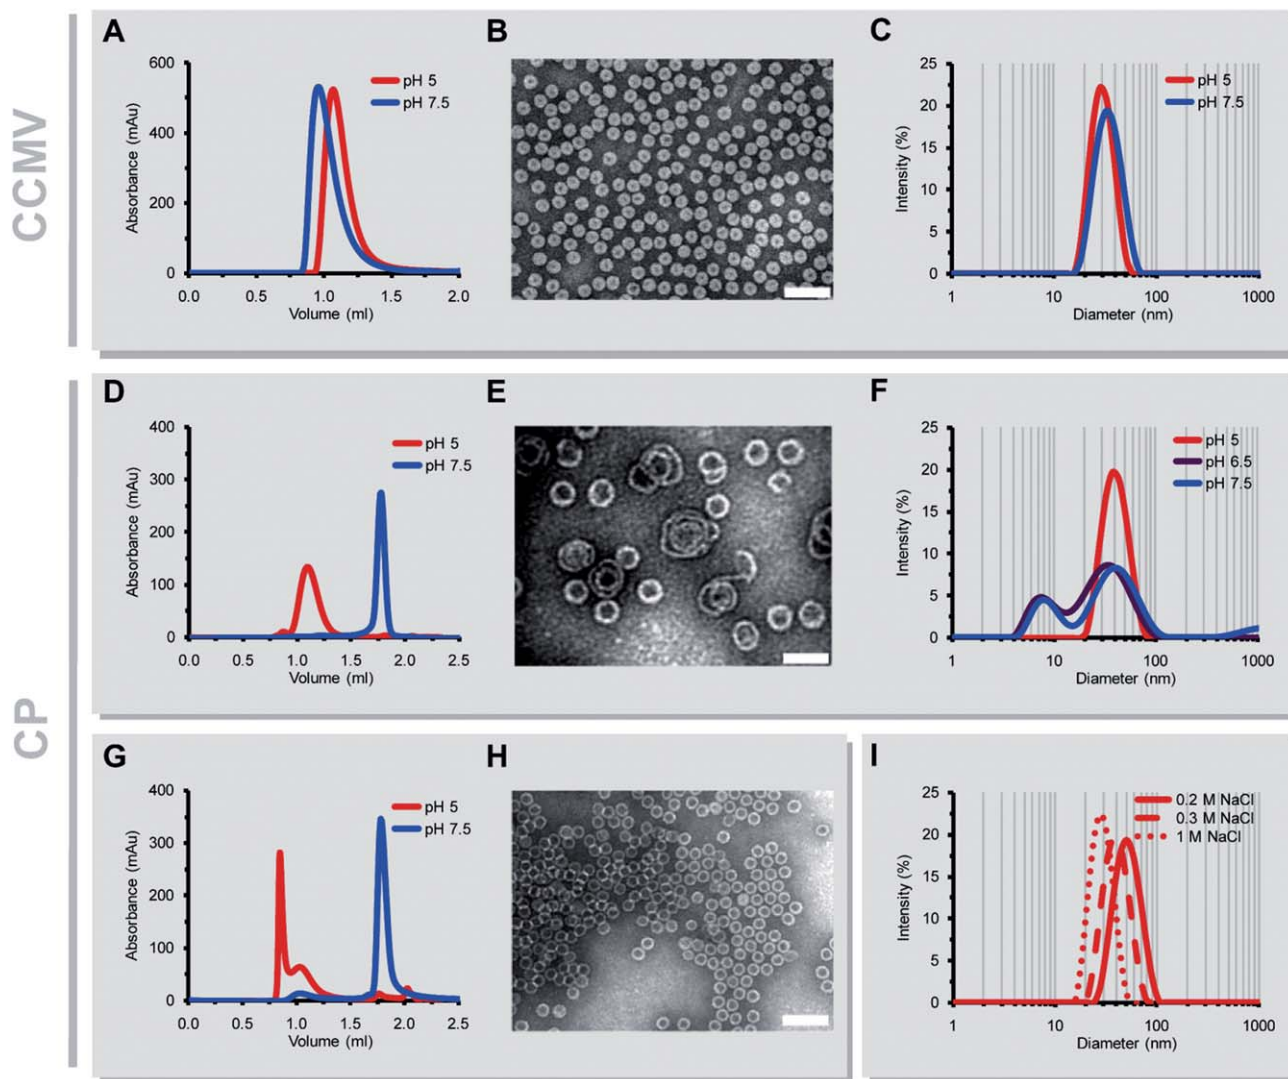 CCMV
A
600
400
200
0
0.0 0.5 1.0 1.5 2.0
Absorbance (mAu)
Volume (ml)
pH 5
pH 7.5
B
C
25
20
15
10
5
0
1 10 100 1000
Intensity (%)
Diameter (nm)
pH 5
pH 7.5
CP
D
400
300
200
100
0
0.0 0.5 1.0 1.5 2.0 2.5
Absorbance (mAu)
Volume (ml)
pH 5
pH 7.5
E
F
25
20
15
10
5
0
1 10 100 1000
Intensity (%)
Diameter (nm)
pH 5
pH 6.5
pH 7.5
G
400
300
200
100
0
0.0 0.5 1.0 1.5 2.0 2.5
Absorbance (mAu)
Volume (ml)
pH 5
pH 7.5
H
I
25
20
15
10
5
0
1 10 100 1000
Intensity (%)
Diameter (nm)
0.2 M NaCl
0.3 M NaCl
1 M NaCl